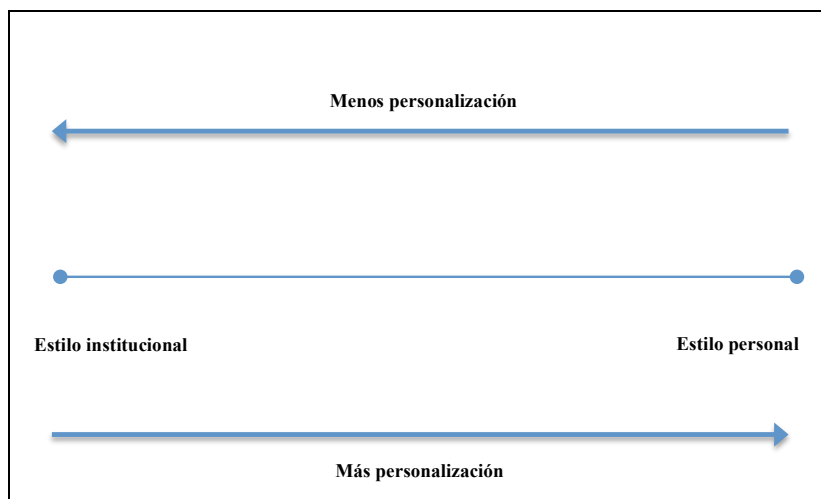 Menos personalización
Estilo institucional
Estilo personal
Más personalización